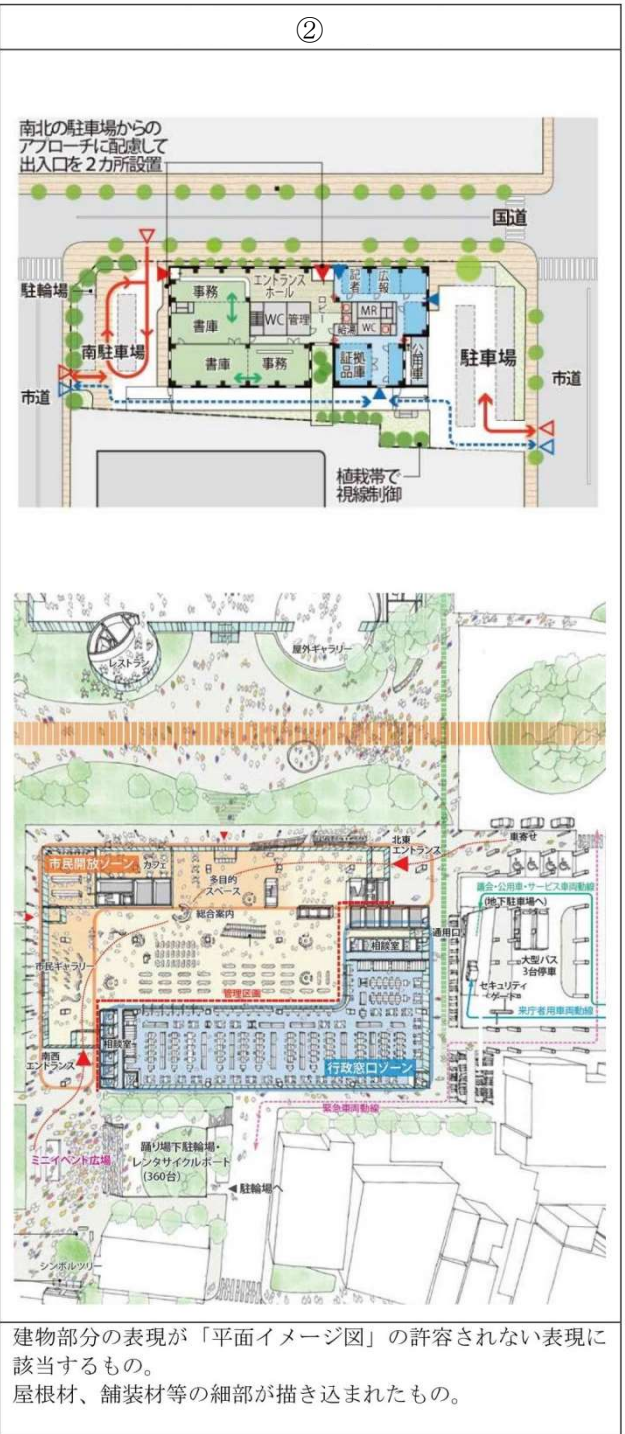 ②
南北の駐車場からの
アプローチに配慮して
出入口を2カ所設置
国道
駐輪場
事務
エントランス
ホール
ロビー
記者
広報
書庫
WC
管理
MR
給湯
WC
南駐車場
書庫
事務
証拠
品庫
公用車
駐車場
市道
市道
植栽帯で
視線制御
レストラン
屋外ギャラリー
市民開放ゾーン
カフェ
多目的
スペース
北東
エントランス
車寄せ
総合案内
議会・公用車・サービス車両動線
(地下駐車場へ)
通用口
相談室
大型バス
3台停車
市民ギャラリー
セキュリティ
ゲート
管理区画
来庁者用車両動線
南西
エントランス
相談室
行政窓口ゾーン
緊急車両動線
ミニイベント広場
踊り場下駐輪場・
レンタサイクルポート
(360台)
◀駐輪場へ
シンボルツリー
建物部分の表現が「平面イメージ図」の許容されない表現に
該当するもの。
屋根材、舗装材等の細部が描き込まれたもの。